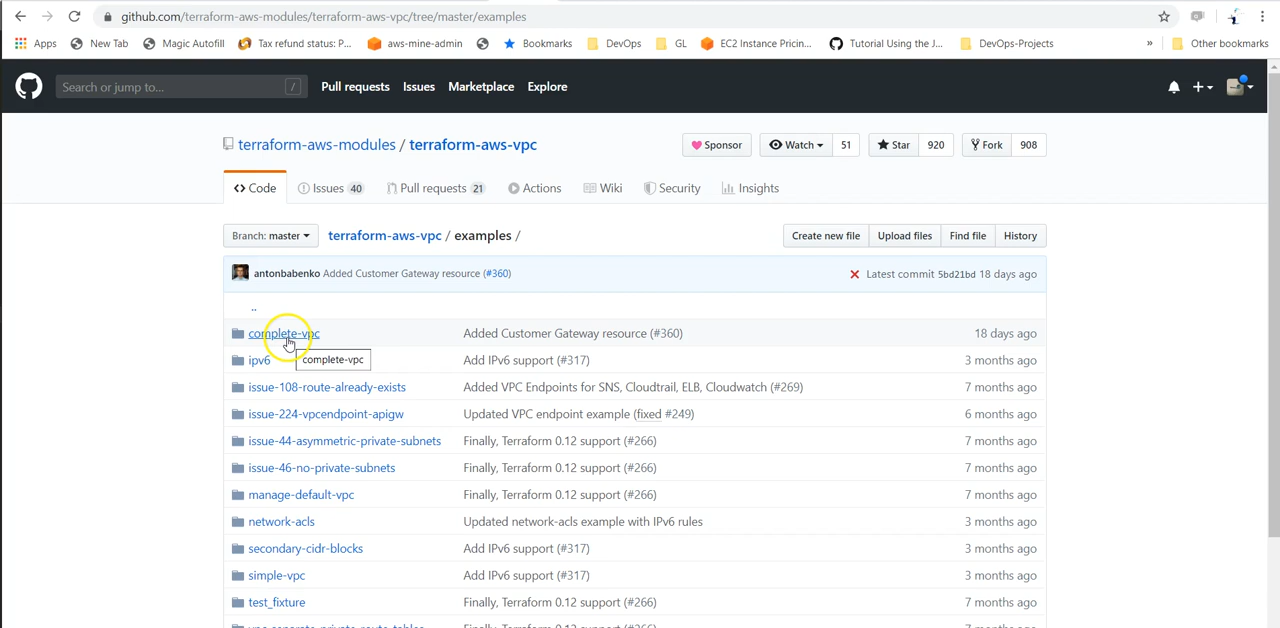 github.com/terraform-aws-modules/terraform-aws-vpc/tree/master/examples
Apps New Tab Magic Autofill Tax refund status: P... aws-mine-admin Bookmarks DevOps GL EC2 Instance Pricin... Tutorial Using the J... DevOps-Projects » Other bookmarks
Search or jump to... / Pull requests Issues Marketplace Explore
terraform-aws-modules / terraform-aws-vpc Sponsor Watch 51 Star 920 Fork 908
Code Issues 40 Pull requests 21 Actions Wiki Security Insights
Branch: master terraform-aws-vpc / examples / Create new file Upload files Find file History
antonbabenko Added Customer Gateway resource (#360) Latest commit 5bd21bd 18 days ago
..
complete-vpc Added Customer Gateway resource (#360) 18 days ago
ipv6 complete-vpc Add IPv6 support (#317) 3 months ago
issue-108-route-already-exists Added VPC Endpoints for SNS, Cloudtrail, ELB, Cloudwatch (#269) 7 months ago
issue-224-vpcendpoint-apigw Updated VPC endpoint example (fixed #249) 6 months ago
issue-44-asymmetric-private-subnets Finally, Terraform 0.12 support (#266) 7 months ago
issue-46-no-private-subnets Finally, Terraform 0.12 support (#266) 7 months ago
manage-default-vpc Finally, Terraform 0.12 support (#266) 7 months ago
network-acls Updated network-acls example with IPv6 rules 3 months ago
secondary-cidr-blocks Add IPv6 support (#317) 3 months ago
simple-vpc Add IPv6 support (#317) 3 months ago
test_fixture Finally, Terraform 0.12 support (#266) 7 months ago